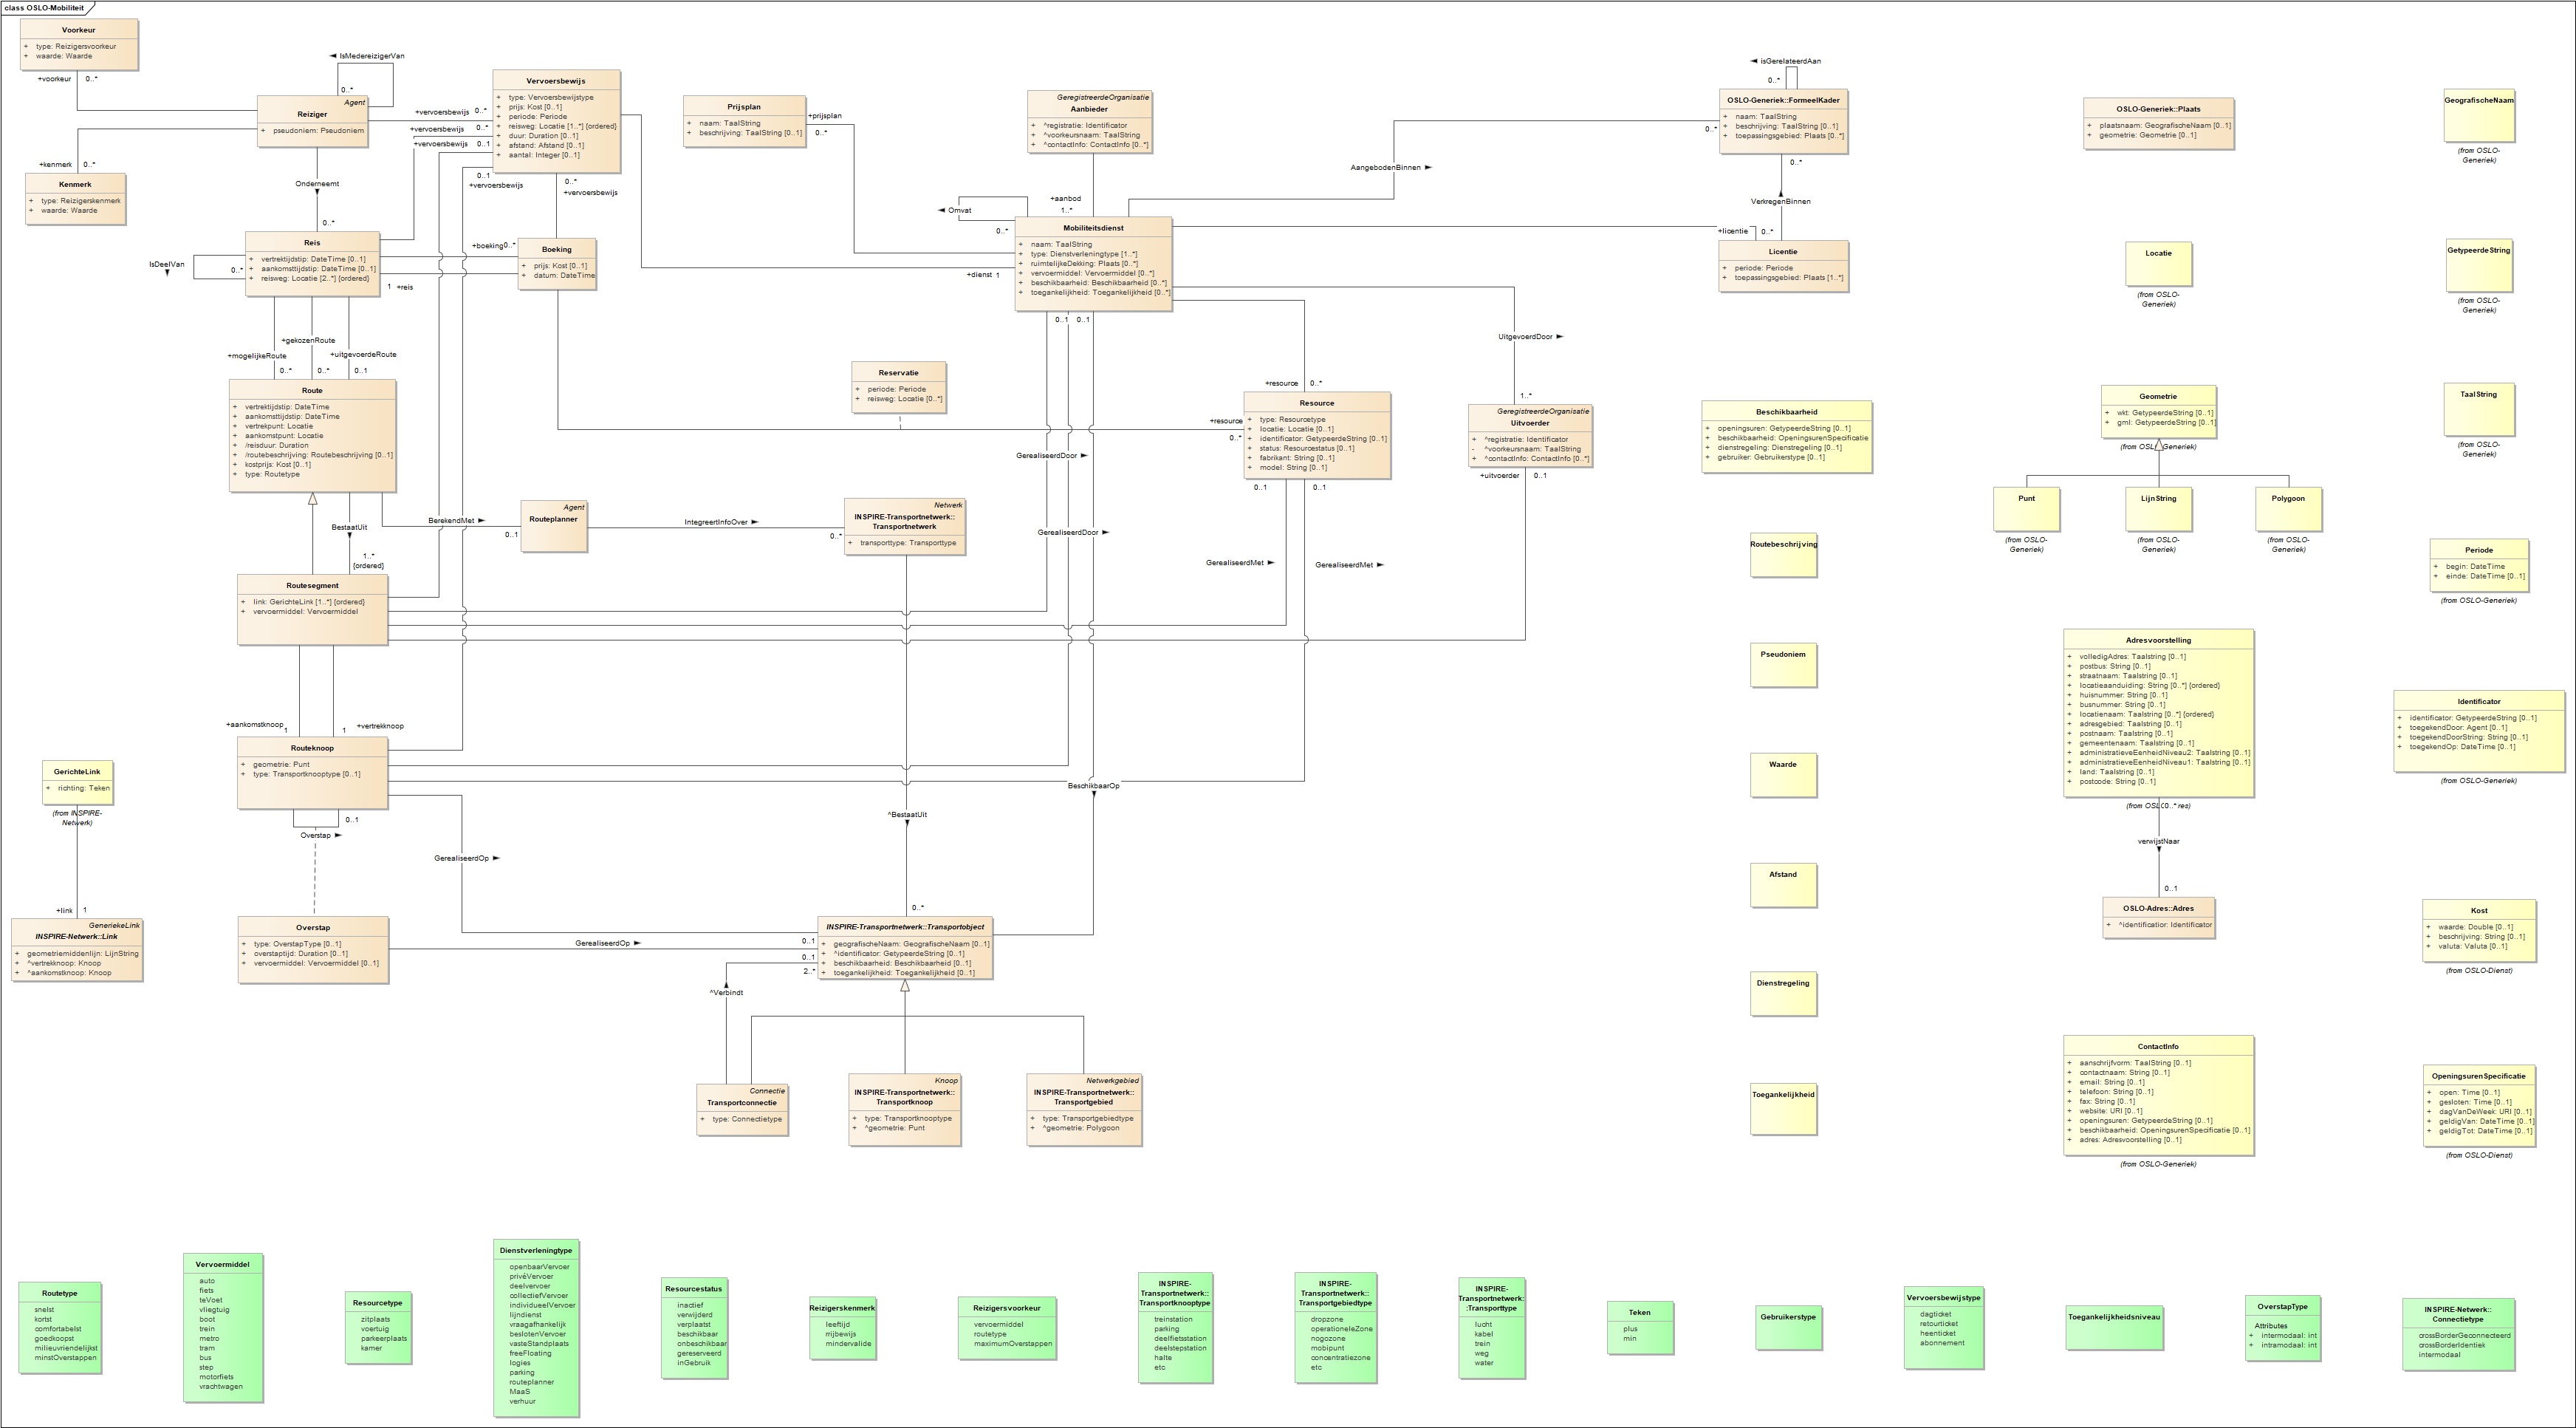 class OSLO-Mobiliteit
Voorkeur
+ type: Reizigersvoorkeur
+ waarde: Waarde
+voorkeur 0..*
◄ IsMedereizigerVan
0..*
Agent
Reiziger
+ pseudoniem: Pseudoniem
+kenmerk 0..*
Kenmerk
+ type: Reizigerskenmerk
+ waarde: Waarde
Onderneemt
0..*
Vervoersbewijs
+ type: Vervoersbewijstype
+ prijs: Kost [0..1]
+ periode: Periode
+ reisweg: Locatie [1..*] {ordered}
+ duur: Duration [0..1]
+ afstand: Afstand [0..1]
+ aantal: Integer [0..1]
+vervoersbewijs 0..*
+vervoersbewijs 0..*
+vervoersbewijs 0..1
0..1
+vervoersbewijs
0..*
+vervoersbewijs
Prijsplan
+ naam: TaalString
+ beschrijving: TaalString [0..1]
+prijsplan
0..*
GeregistreerdeOrganisatie
Aanbieder
+ ^registratie: Identificator
+ ^voorkeursnaam: TaalString
+ ^contactInfo: ContactInfo [0..*]
+aanbod
1..*
◄ Omvat
0..*
AangebodenBinnen ►
◄ isGerelateerdAan
0..*
OSLO-Generiek::FormeelKader
+ naam: TaalString
+ beschrijving: TaalString [0..1]
+ toepassingsgebied: Plaats [0..*]
0..*
0..*
VerkregenBinnen
OSLO-Generiek::Plaats
+ plaatsnaam: GeografischeNaam [0..1]
+ geometrie: Geometrie [0..1]
GeografischeNaam
(from OSLO-
Generiek)
Reis
+ vertrektijdstip: DateTime [0..1]
+ aankomsttijdstip: DateTime [0..1]
+ reisweg: Locatie [2..*] {ordered}
IsDeelVan
0..*
+boeking 0..*
1 +reis
Boeking
+ prijs: Kost [0..1]
+ datum: DateTime
Mobiliteitsdienst
+ naam: TaalString
+ type: Dienstverleningtype [1..*]
+ ruimtelijkeDekking: Plaats [0..*]
+ vervoermiddel: Vervoermiddel [0..*]
+ beschikbaarheid: Beschikbaarheid [0..*]
+ toegankelijkheid: Toegankelijkheid [0..*]
+dienst 1
0..1 0..1
+licentie 0..*
Licentie
+ periode: Periode
+ toepassingsgebied: Plaats [1..*]
Locatie
(from OSLO-
Generiek)
GetypeerdeString
(from OSLO-
Generiek)
+mogelijkeRoute
0..*
+gekozenRoute
0..*
+uitgevoerdeRoute
0..1
Route
+ vertrektijdstip: DateTime
+ aankomsttijdstip: DateTime
+ vertrekpunt: Locatie
+ aankomstpunt: Locatie
+ /reisduur: Duration
+ /routebeschrijving: Routebeschrijving [0..1]
+ kostprijs: Kost [0..1]
+ type: Routetype
Reservatie
+ periode: Periode
+ reisweg: Locatie [0..*]
UitgevoerdDoor ►
1..*
+resource 0..*
+resource
0..*
Resource
+ type: Resourcetype
+ locatie: Locatie [0..1]
+ identificator: GetypeerdeString [0..1]
+ status: Resourcestatus [0..1]
+ fabrikant: String [0..1]
+ model: String [0..1]
0..1 0..1
GeregistreerdeOrganisatie
Uitvoerder
+ ^registratie: Identificator
- ^voorkeursnaam: TaalString
+ ^contactInfo: ContactInfo [0..*]
+uitvoerder 0..1
Beschikbaarheid
+ openingsuren: GetypeerdeString [0..1]
+ beschikbaarheid: OpeningsurenSpecificatie
+ dienstregeling: Dienstregeling [0..1]
+ gebruiker: Gebruikerstype [0..1]
Geometrie
+ wkt: GetypeerdeString [0..1]
+ gml: GetypeerdeString [0..1]
(from OSLO-Generiek)
TaalString
(from OSLO-
Generiek)
Punt
(from OSLO-
Generiek)
LijnString
(from OSLO-
Generiek)
Polygoon
(from OSLO-
Generiek)
BestaatUit
1..*
{ordered}
BerekendMet ►
0..1
Agent
Routeplanner
IntegreertInfoOver ►
0..*
Netwerk
INSPIRE-Transportnetwerk::
Transportnetwerk
+ transporttype: Transporttype
GerealiseerdDoor ►
GerealiseerdDoor ►
GerealiseerdMet ►
GerealiseerdMet ►
Routebeschrijving
Periode
+ begin: DateTime
+ einde: DateTime [0..1]
(from OSLO-Generiek)
Routesegment
+ link: GerichteLink [1..*] {ordered}
+ vervoermiddel: Vervoermiddel
+aankomstknoop
1
+vertrekknoop
1
Pseudoniem
Adresvoorstelling
+ volledigAdres: Taalstring [0..1]
+ postbus: String [0..1]
+ straatnaam: Taalstring [0..1]
+ locatieaanduiding: String [0..*] {ordered}
+ huisnummer: String [0..1]
+ busnummer: String [0..1]
+ locatienaam: Taalstring [0..*] {ordered}
+ adresgebied: Taalstring [0..1]
+ postnaam: Taalstring [0..1]
+ gemeentenaam: Taalstring [0..1]
+ administratieveEenheidNiveau2: Taalstring [0..1]
+ administratieveEenheidNiveau1: Taalstring [0..1]
+ land: Taalstring [0..1]
+ postcode: String [0..1]
0..*
verwijstNaar
0..1
Identificator
+ identificator: GetypeerdeString [0..1]
+ toegekendDoor: Agent [0..1]
+ toegekendDoorString: String [0..1]
+ toegekendOp: DateTime [0..1]
(from OSLO-Generiek)
Routeknoop
+ geometrie: Punt
+ type: Transportknooptype [0..1]
0..1
Overstap ►
GerichteLink
+ richting: Teken
(from INSPIRE-
Netwerk)
+link 1
GeneriekeLink
INSPIRE-Netwerk::Link
+ geometriemiddenlijn: LijnString
+ ^vertrekknoop: Knoop
+ ^aankomstknoop: Knoop
Waarde
BeschikbaarOp
^BestaatUit
0..*
GerealiseerdOp ►
Afstand
OSLO-Adres::Adres
+ ^identificatior: Identificator
Kost
+ waarde: Double [0..1]
+ beschrijving: String [0..1]
+ valuta: Valuta [0..1]
(from OSLO-Dienst)
Overstap
+ type: OverstapType [0..1]
+ overstaptijd: Duration [0..1]
+ vervoermiddel: Vervoermiddel [0..1]
GerealiseerdOp ►
0..1
0..1
2..*
INSPIRE-Transportnetwerk::Transportobject
+ geografischeNaam: GeografischeNaam [0..1]
+ ^identificator: GetypeerdeString [0..1]
+ beschikbaarheid: Beschikbaarheid [0..1]
+ toegankelijkheid: Toegankelijkheid [0..1]
^Verbindt
Dienstregeling
Connectie
Transportconnectie
+ type: Connectietype
Knoop
INSPIRE-Transportnetwerk::
Transportknoop
+ type: Transportknooptype
+ ^geometrie: Punt
Netwerkgebied
INSPIRE-Transportnetwerk::
Transportgebied
+ type: Transportgebiedtype
+ ^geometrie: Polygoon
Toegankelijkheid
ContactInfo
+ aanschrijfvorm: TaalString [0..1]
+ contactnaam: String [0..1]
+ email: String [0..1]
+ telefoon: String [0..1]
+ fax: String [0..1]
+ website: URI [0..1]
+ openingsuren: GetypeerdeString [0..1]
+ beschikbaarheid: OpeningsurenSpecificatie [0..1]
+ adres: Adresvoorstelling [0..1]
(from OSLO-Generiek)
OpeningsurenSpecificatie
+ open: Time [0..1]
+ gesloten: Time [0..1]
+ dagVanDeWeek: URI [0..1]
+ geldigVan: DateTime [0..1]
+ geldigTot: DateTime [0..1]
(from OSLO-Dienst)
Routetype
snelst
kortst
comfortabelst
goedkoopst
milieuvriendelijkst
minstOverstappen
Vervoermiddel
auto
fiets
teVoet
vliegtuig
boot
trein
metro
tram
bus
step
motorfiets
vrachtwagen
Resourcetype
zitplaats
voertuig
parkeerplaats
kamer
Dienstverleningtype
openbaarVervoer
privéVervoer
deelvervoer
collectiefVervoer
individueelVervoer
lijndienst
vraagafhankelijk
beslotenVervoer
vasteStandplaats
freeFloating
logies
parking
routeplanner
MaaS
verhuur
Resourcestatus
inactief
verwijderd
verplaatst
beschikbaar
onbeschikbaar
gereserveerd
inGebruik
Reizigerskenmerk
leeftijd
rijbewijs
mindervalide
Reizigersvoorkeur
vervoermiddel
routetype
maximumOverstappen
INSPIRE-
Transportnetwerk::
Transportknooptype
treinstation
parking
deelfietsstation
deelstepstation
halte
etc
INSPIRE-
Transportnetwerk::
Transportgebiedtype
dropzone
operationeleZone
nogozone
mobipunt
concentratiezone
etc
INSPIRE-
Transportnetwerk:
:Transporttype
lucht
kabel
trein
weg
water
Teken
plus
min
Gebruikerstype
Vervoersbewijstype
dagticket
retourticket
heenticket
abonnement
Toegankelijkheidsniveau
OverstapType
Attributes
+ intermodaal: int
+ intramodaal: int
INSPIRE-Netwerk::
Connectietype
crossBorderGeconnecteerd
crossBorderIdentiek
intermodaal